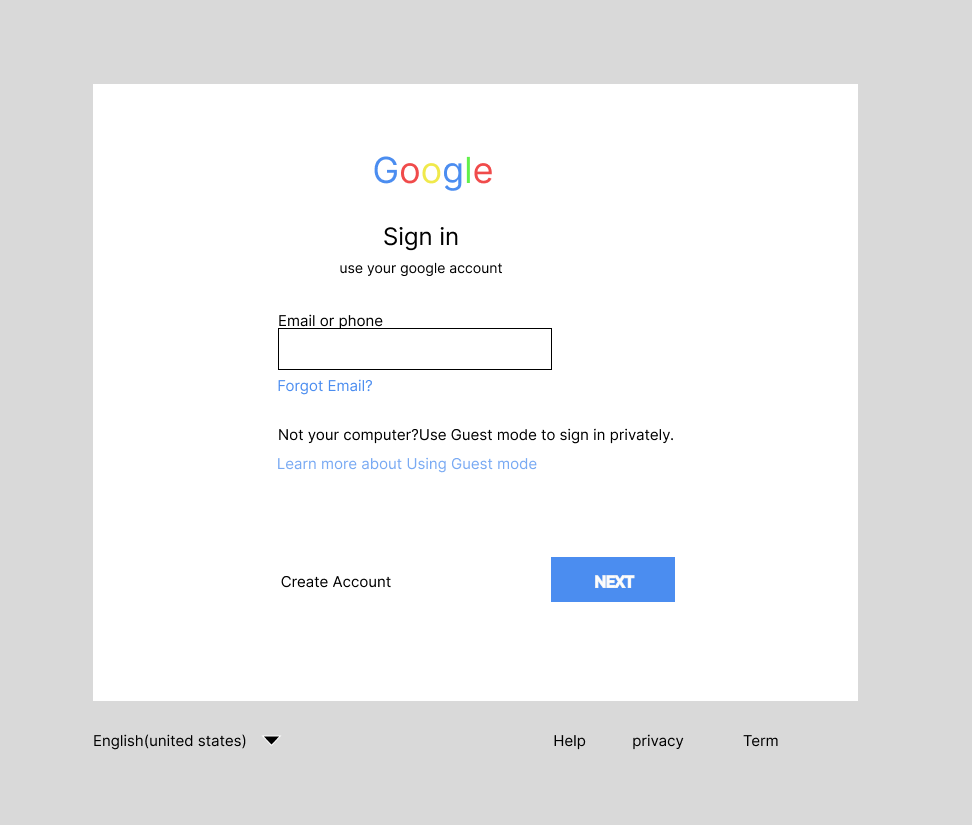 Google
Sign in
use your google account
Email or phone
Forgot Email?
Not your computer?Use Guest mode to sign in privately.
Learn more about Using Guest mode
Create Account
NEXT
English(united states)
Help
privacy
Term